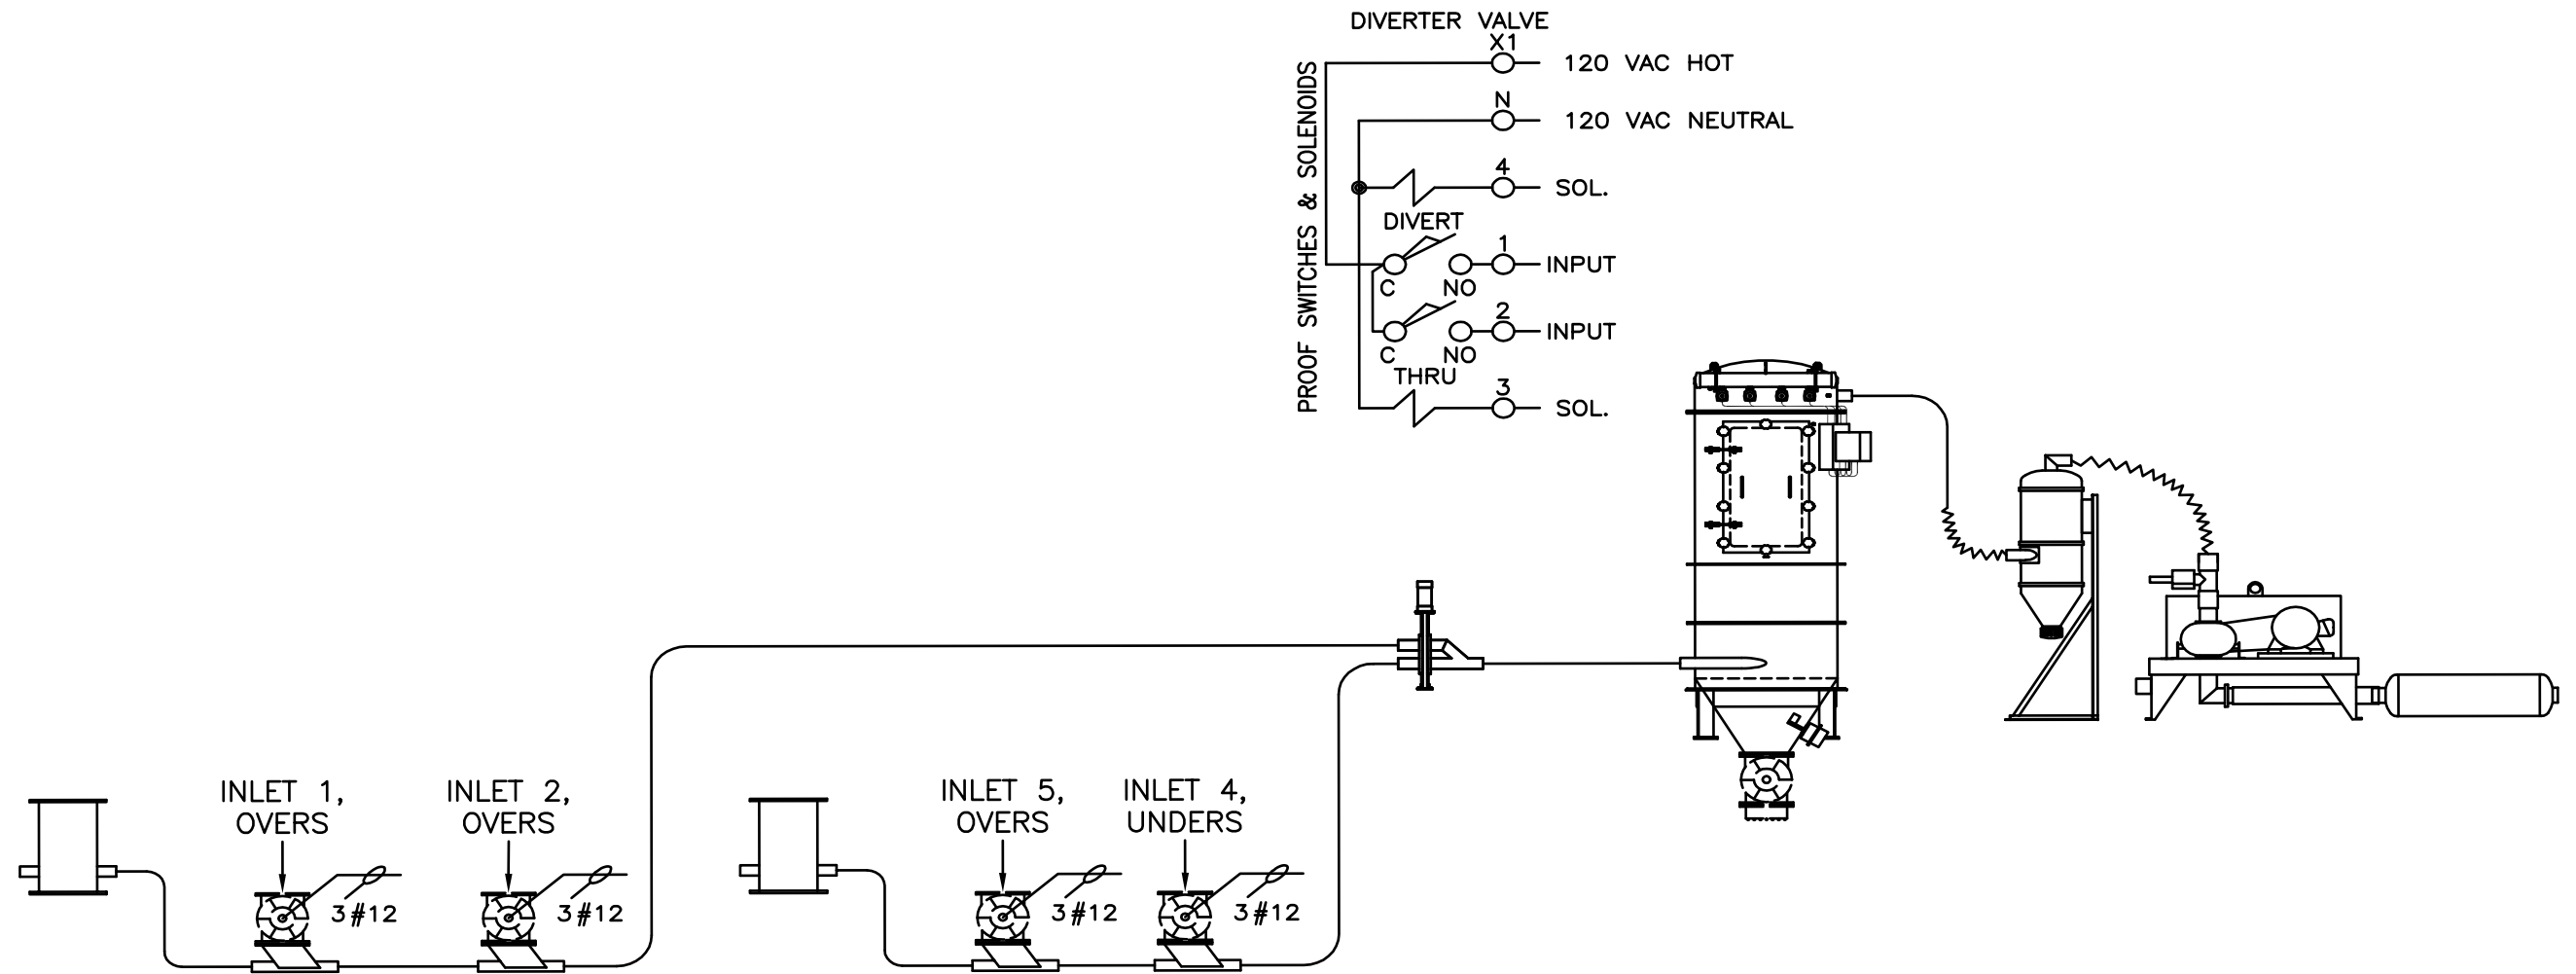 DIVERTER VALVE
X1
120 VAC HOT
N
120 VAC NEUTRAL
4
SOL.
DIVERT
1
INPUT
C NO
2
INPUT
C NO
THRU
3
SOL.
PROOF SWITCHES & SOLENOIDS
INLET 1,
OVERS
3#12
INLET 2,
OVERS
3#12
INLET 5,
OVERS
3#12
INLET 4,
UNDERS
3#12